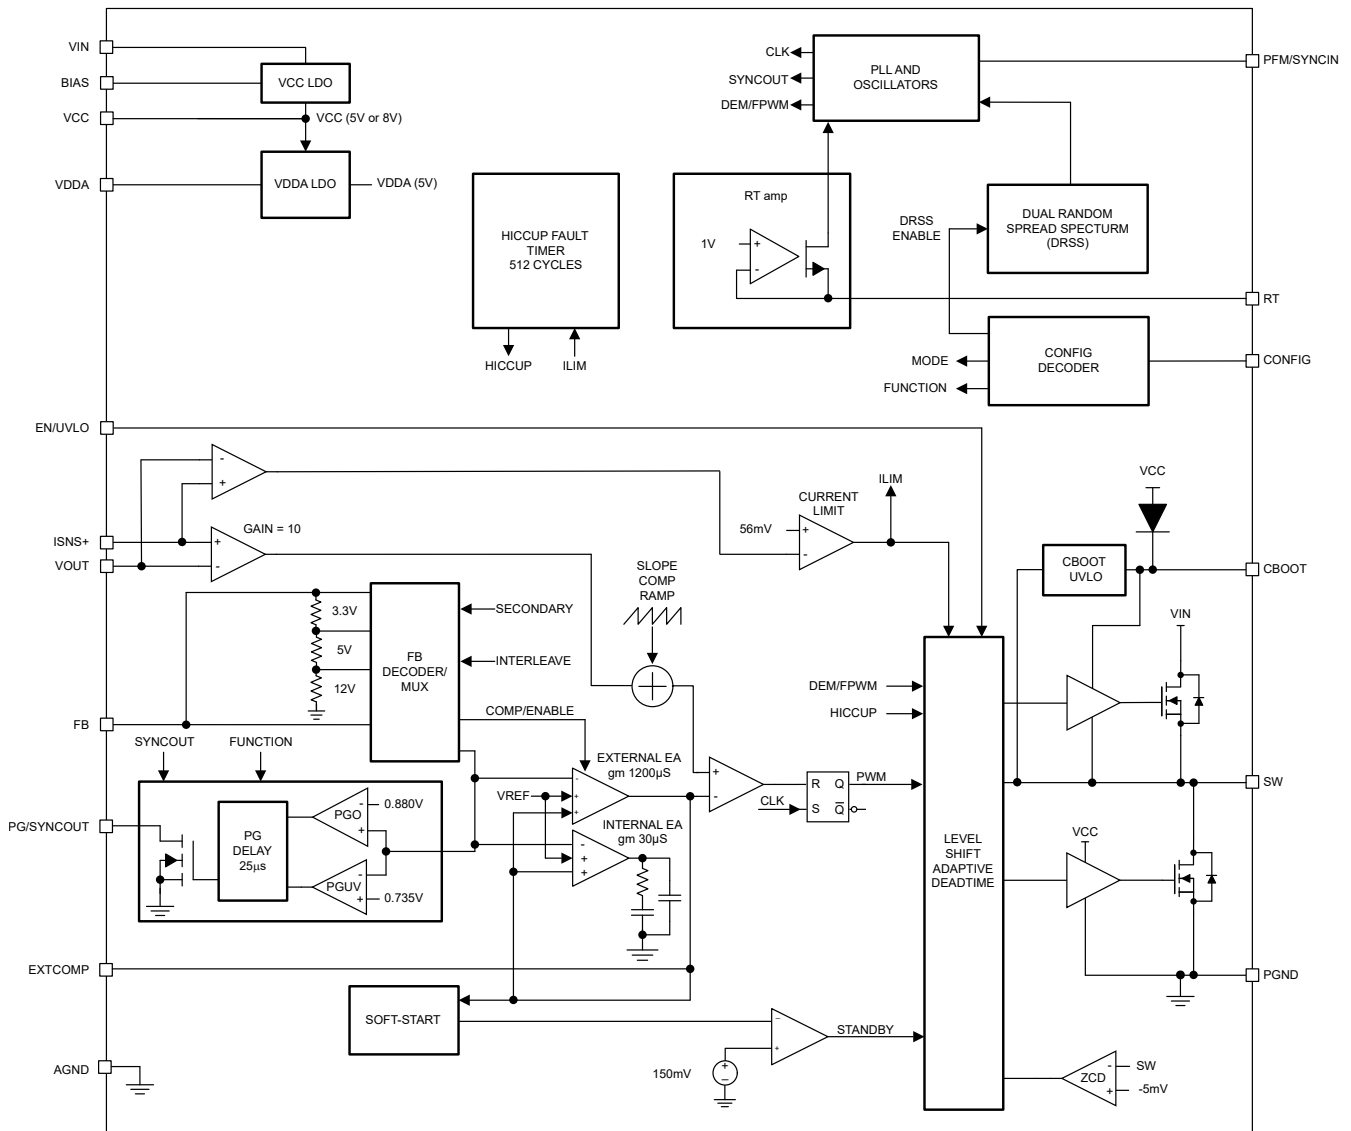 VIN
BIAS
VCC LDO
VCC
VCC (5V or 8V)
VDDA
VDDA LDO
VDDA (5V)
HICCUP FAULT
TIMER
512 CYCLES
HICCUP
ILIM
CLK
SYNCOUT
DEM/FPWM
PLL AND
OSCILLATORS
PFM/SYNCIN
RT amp
1V
+
-
DRSS
ENABLE
DUAL RANDOM
SPREAD SPECTURM
(DRSS)
RT
CONFIG
DECODER
CONFIG
MODE
FUNCTION
EN/UVLO
-
+
ISNS+
VOUT
GAIN = 10
+
-
ILIM
CURRENT
LIMIT
56mV
+
-
VCC
CBOOT
UVLO
CBOOT
SLOPE
COMP
RAMP
3.3V
5V
12V
FB
DECODER/
MUX
SECONDARY
INTERLEAVE
COMP/ENABLE
FB
VIN
DEM/FPWM
HICCUP
SYNCOUT
FUNCTION
EXTERNAL EA
gm 1200µS
-
+
+
VREF
INTERNAL EA
gm 30µS
-
+
+
+
-
R Q
S Q
CLK
PWM
SW
PG/SYNCOUT
PG
DELAY
25µs
PGO
-
+
0.880V
PGUV
-
+
0.735V
LEVEL
SHIFT
ADAPTIVE
DEADTIME
VCC
PGND
EXTCOMP
SOFT-START
−
+
STANDBY
150mV
+
−
AGND
ZCD
-
+
SW
-5mV